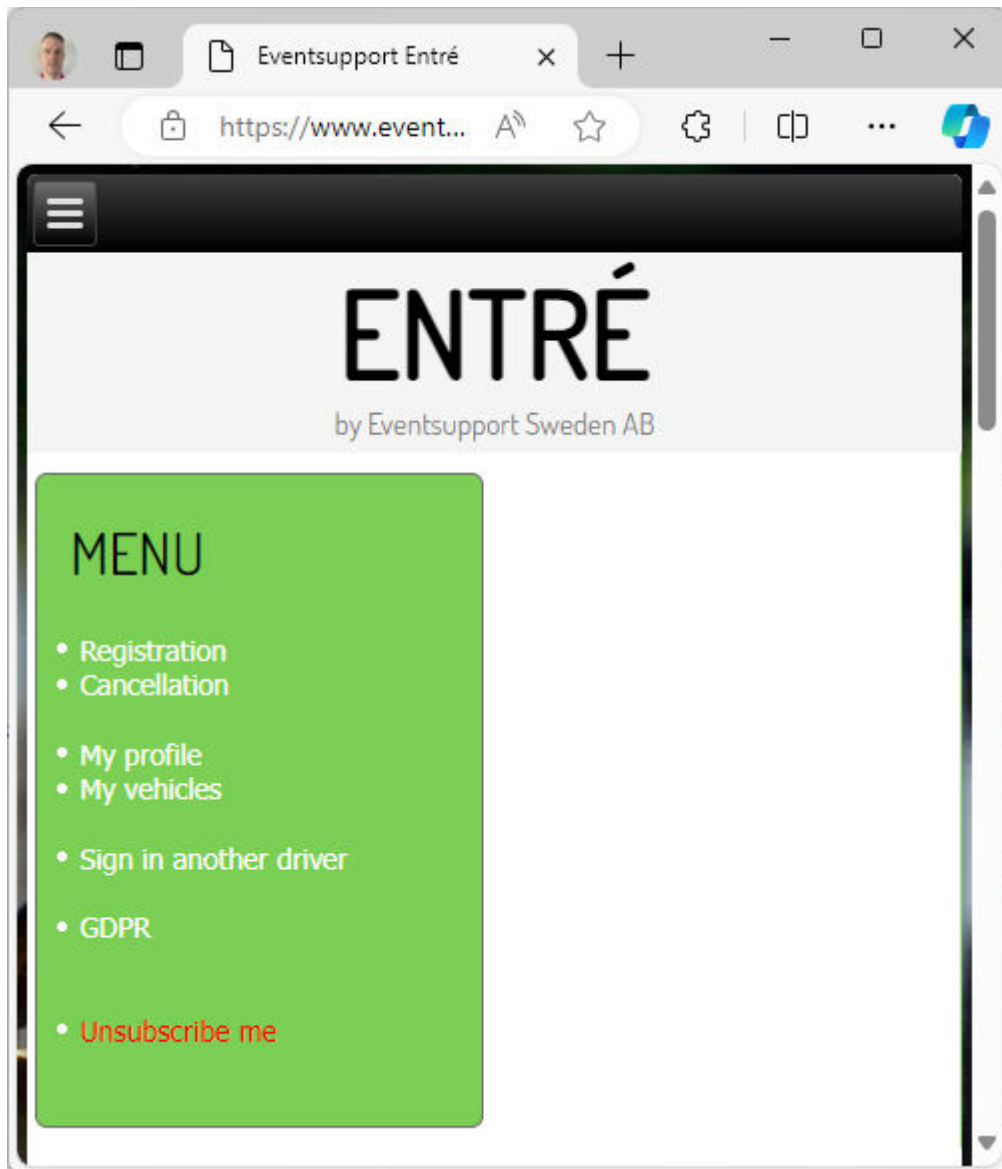 Eventsupport Entré
https://www.event...
ENTRÉ
by Eventsupport Sweden AB
MENU
• Registration
• Cancellation
• My profile
• My vehicles
• Sign in another driver
• GDPR
• Unsubscribe me